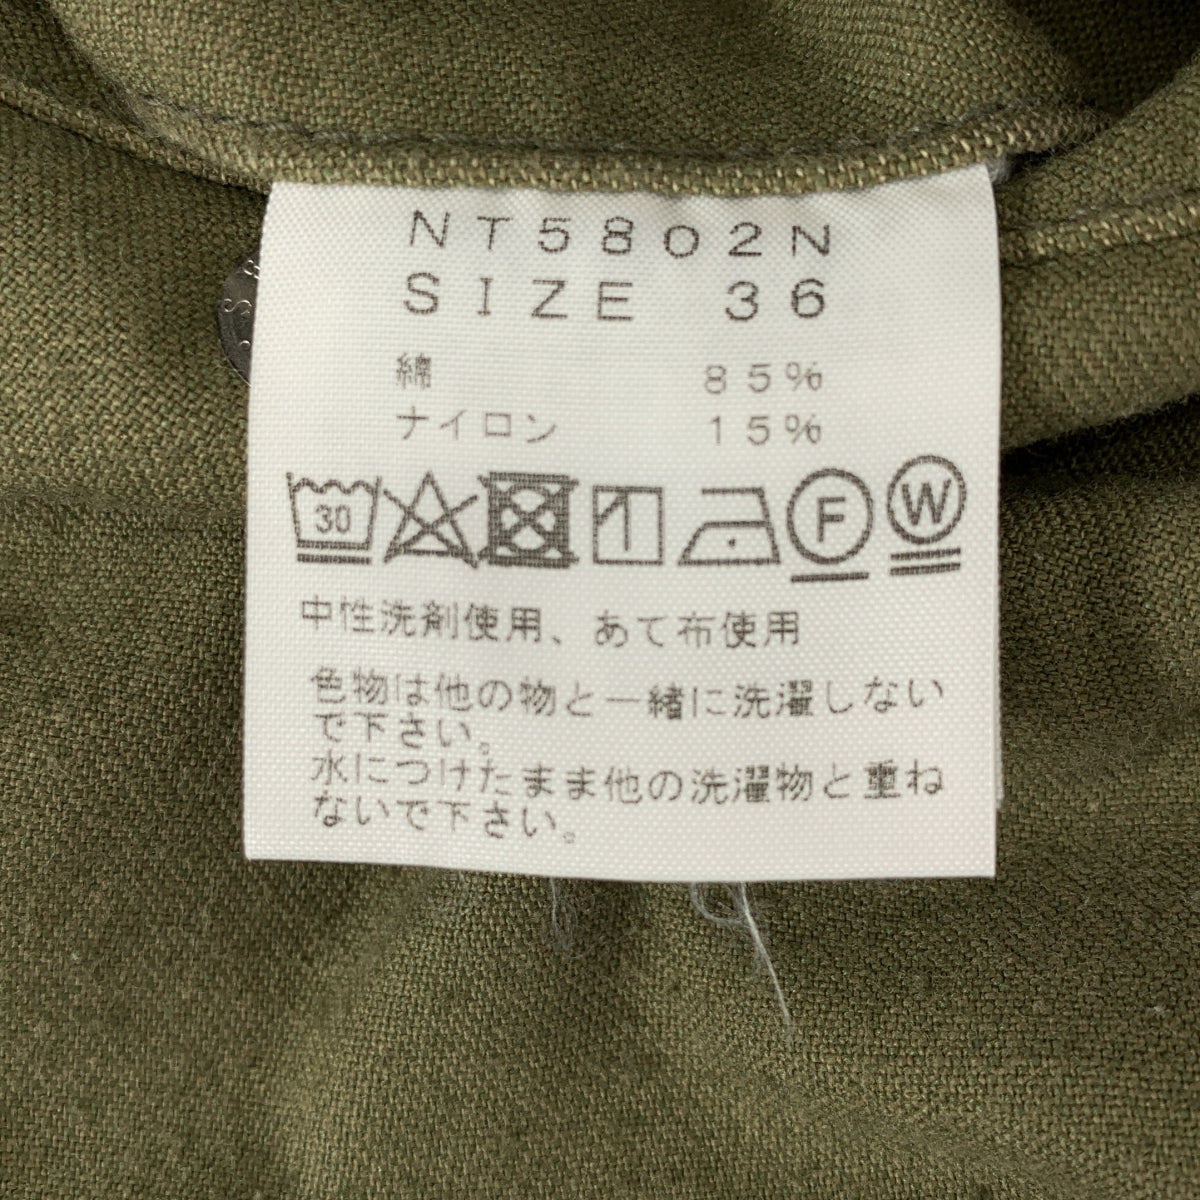 NT5802N
SIZE 36
綿 85%
ナイロン 15%
30 F W
中性洗剤使用、あて布使用
色物は他の物と一緒に洗濯しない
で下さい。
水につけたまま他の洗濯物と重ね
ないで下さい。